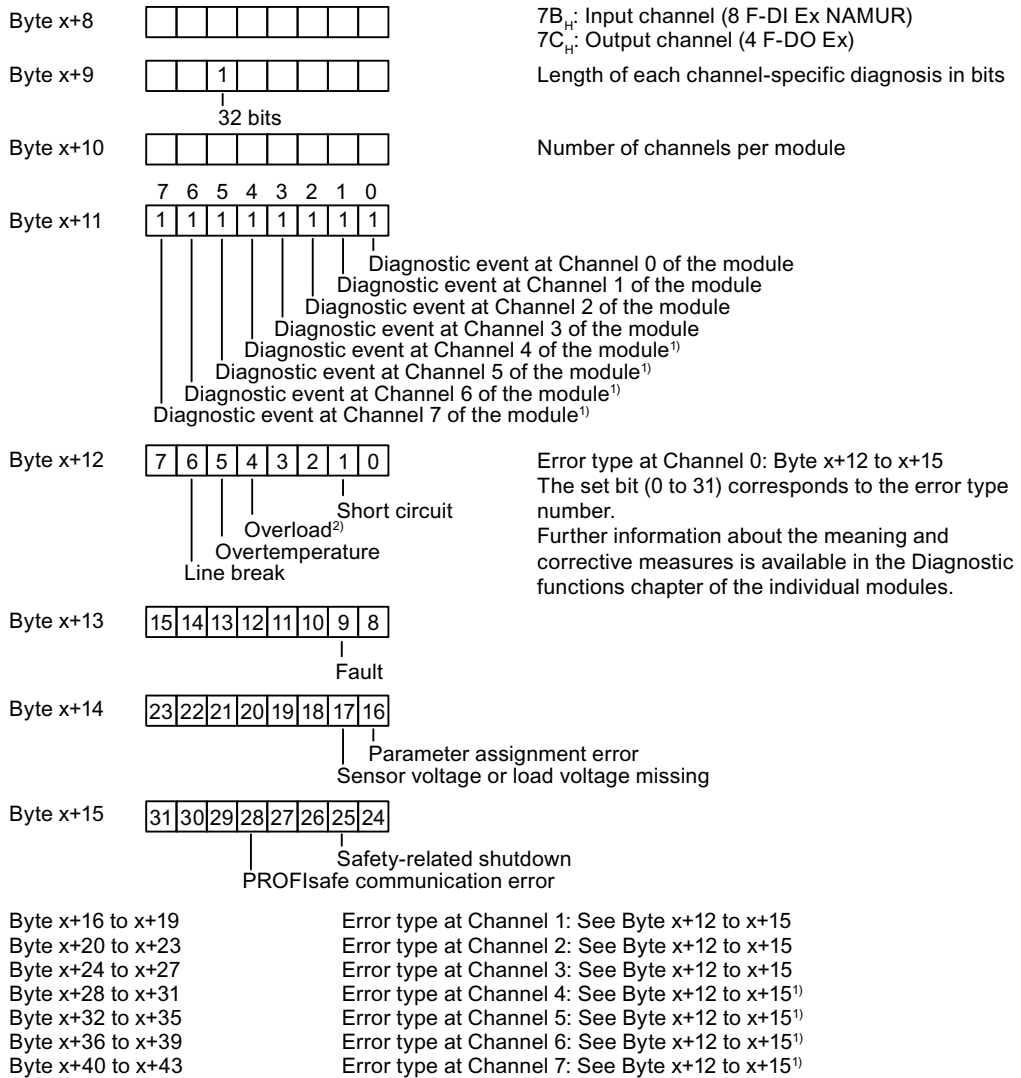 Byte x+8
7B_H: Input channel (8 F-DI Ex NAMUR)
7C_H: Output channel (4 F-DO Ex)
Byte x+9 1 Length of each channel-specific diagnosis in bits
32 bits
Byte x+10 Number of channels per module
7 6 5 4 3 2 1 0
Byte x+11 1 1 1 1 1 1 1 1
Diagnostic event at Channel 0 of the module
Diagnostic event at Channel 1 of the module
Diagnostic event at Channel 2 of the module
Diagnostic event at Channel 3 of the module
Diagnostic event at Channel 4 of the module1)
Diagnostic event at Channel 5 of the module1)
Diagnostic event at Channel 6 of the module1)
Diagnostic event at Channel 7 of the module1)
Byte x+12 7 6 5 4 3 2 1 0
Short circuit
Overload2)
Overtemperature
Line break
Error type at Channel 0: Byte x+12 to x+15
The set bit (0 to 31) corresponds to the error type
number.
Further information about the meaning and
corrective measures is available in the Diagnostic
functions chapter of the individual modules.
Byte x+13 15 14 13 12 11 10 9 8
Fault
Byte x+14 23 22 21 20 19 18 17 16
Parameter assignment error
Sensor voltage or load voltage missing
Byte x+15 31 30 29 28 27 26 25 24
Safety-related shutdown
PROFIsafe communication error
Byte x+16 to x+19 Error type at Channel 1: See Byte x+12 to x+15
Byte x+20 to x+23 Error type at Channel 2: See Byte x+12 to x+15
Byte x+24 to x+27 Error type at Channel 3: See Byte x+12 to x+15
Byte x+28 to x+31 Error type at Channel 4: See Byte x+12 to x+151)
Byte x+32 to x+35 Error type at Channel 5: See Byte x+12 to x+151)
Byte x+36 to x+39 Error type at Channel 6: See Byte x+12 to x+151)
Byte x+40 to x+43 Error type at Channel 7: See Byte x+12 to x+151)